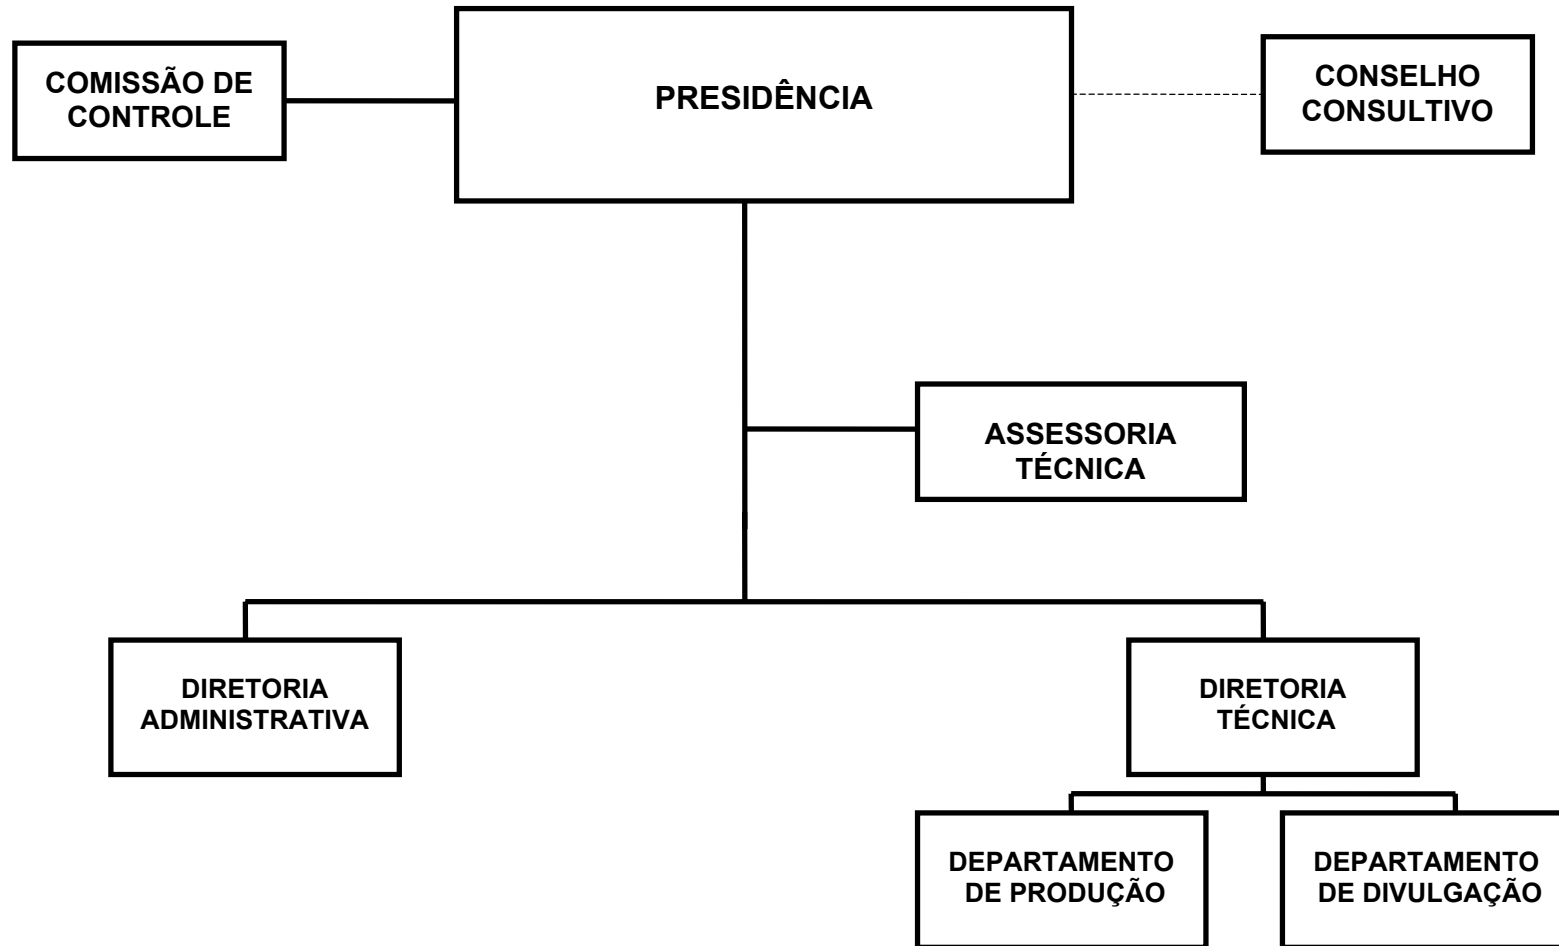 COMISSÃO DE
CONTROLE
PRESIDÊNCIA
CONSELHO
CONSULTIVO
ASSESSORIA
TÉCNICA
DIRETORIA
ADMINISTRATIVA
DIRETORIA
TÉCNICA
DEPARTAMENTO
DE PRODUÇÃO
DEPARTAMENTO
DE DIVULGAÇÃO